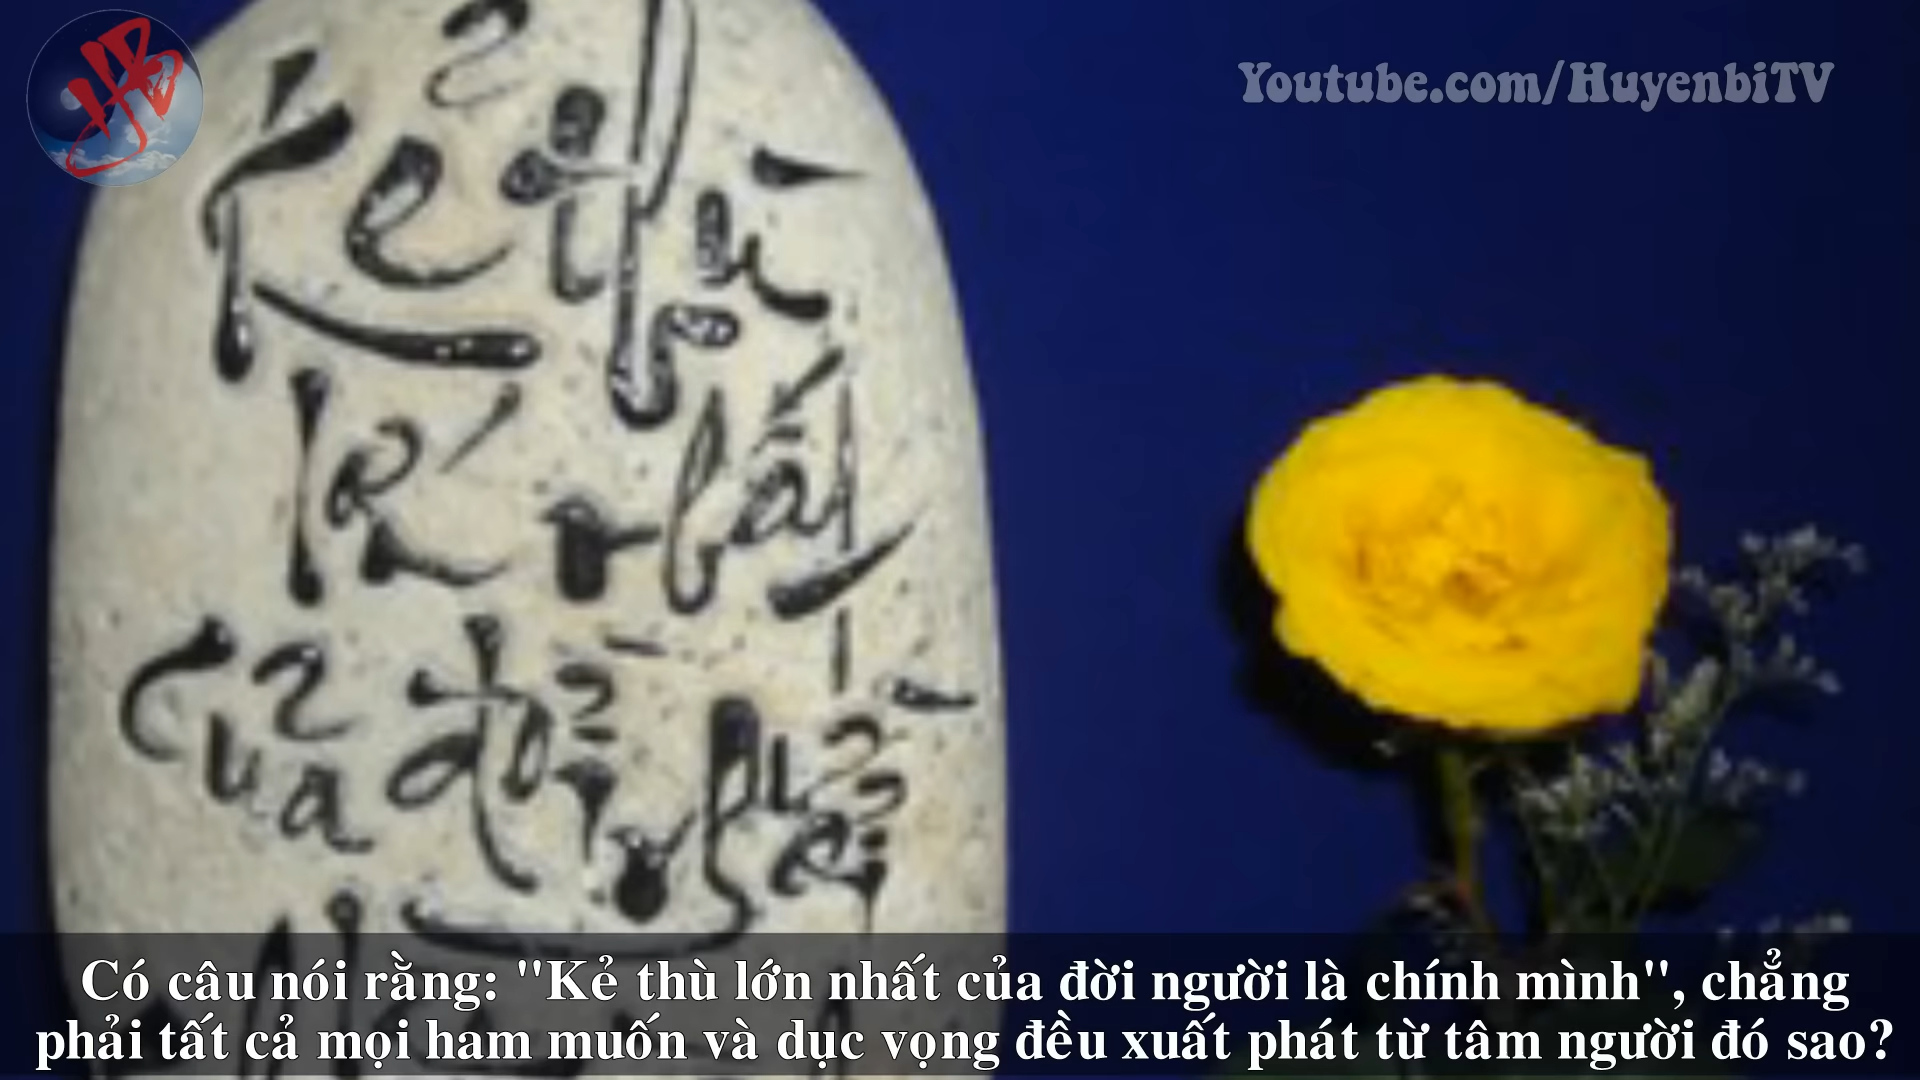 Youtube.com/HuyenbiTV
Kẻ thù
lớn nhất
của đời
Có câu nói rằng: "Kẻ thù lớn nhất của đời người là chính mình", chẳng
phải tất cả mọi ham muốn và dục vọng đều xuất phát từ tâm người đó sao?